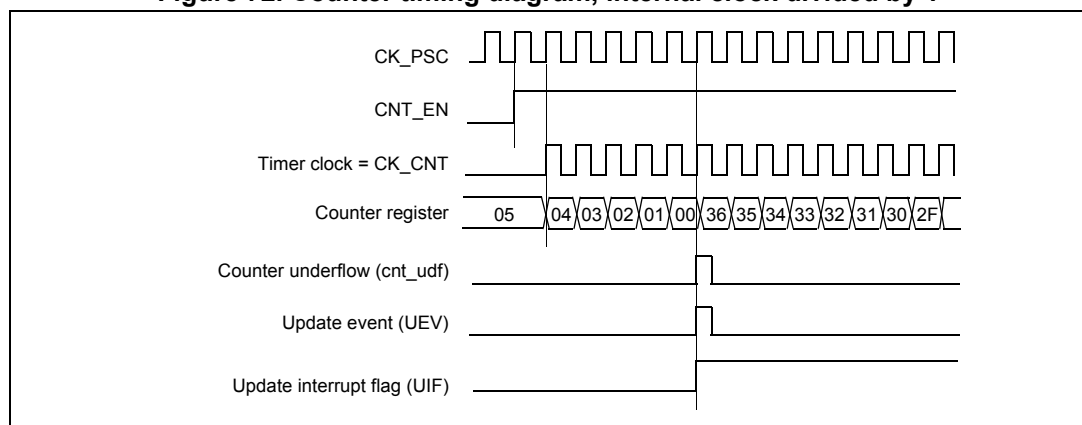 CK_PSC
CNT_EN
Timer clock = CK_CNT
Counter register 05 04 03 02 01 00 36 35 34 33 32 31 30 2F
Counter underflow (cnt_udf)
Update event (UEV)
Update interrupt flag (UIF)